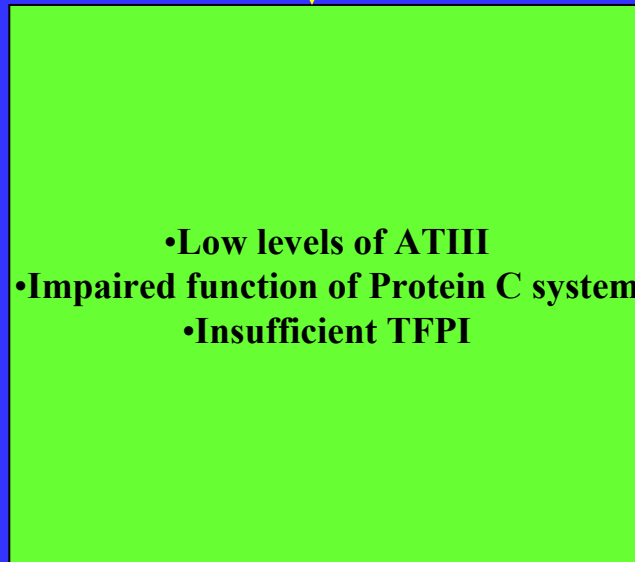 •Low levels of ATIII
•Impaired function of Protein C system
•Insufficient TFPI